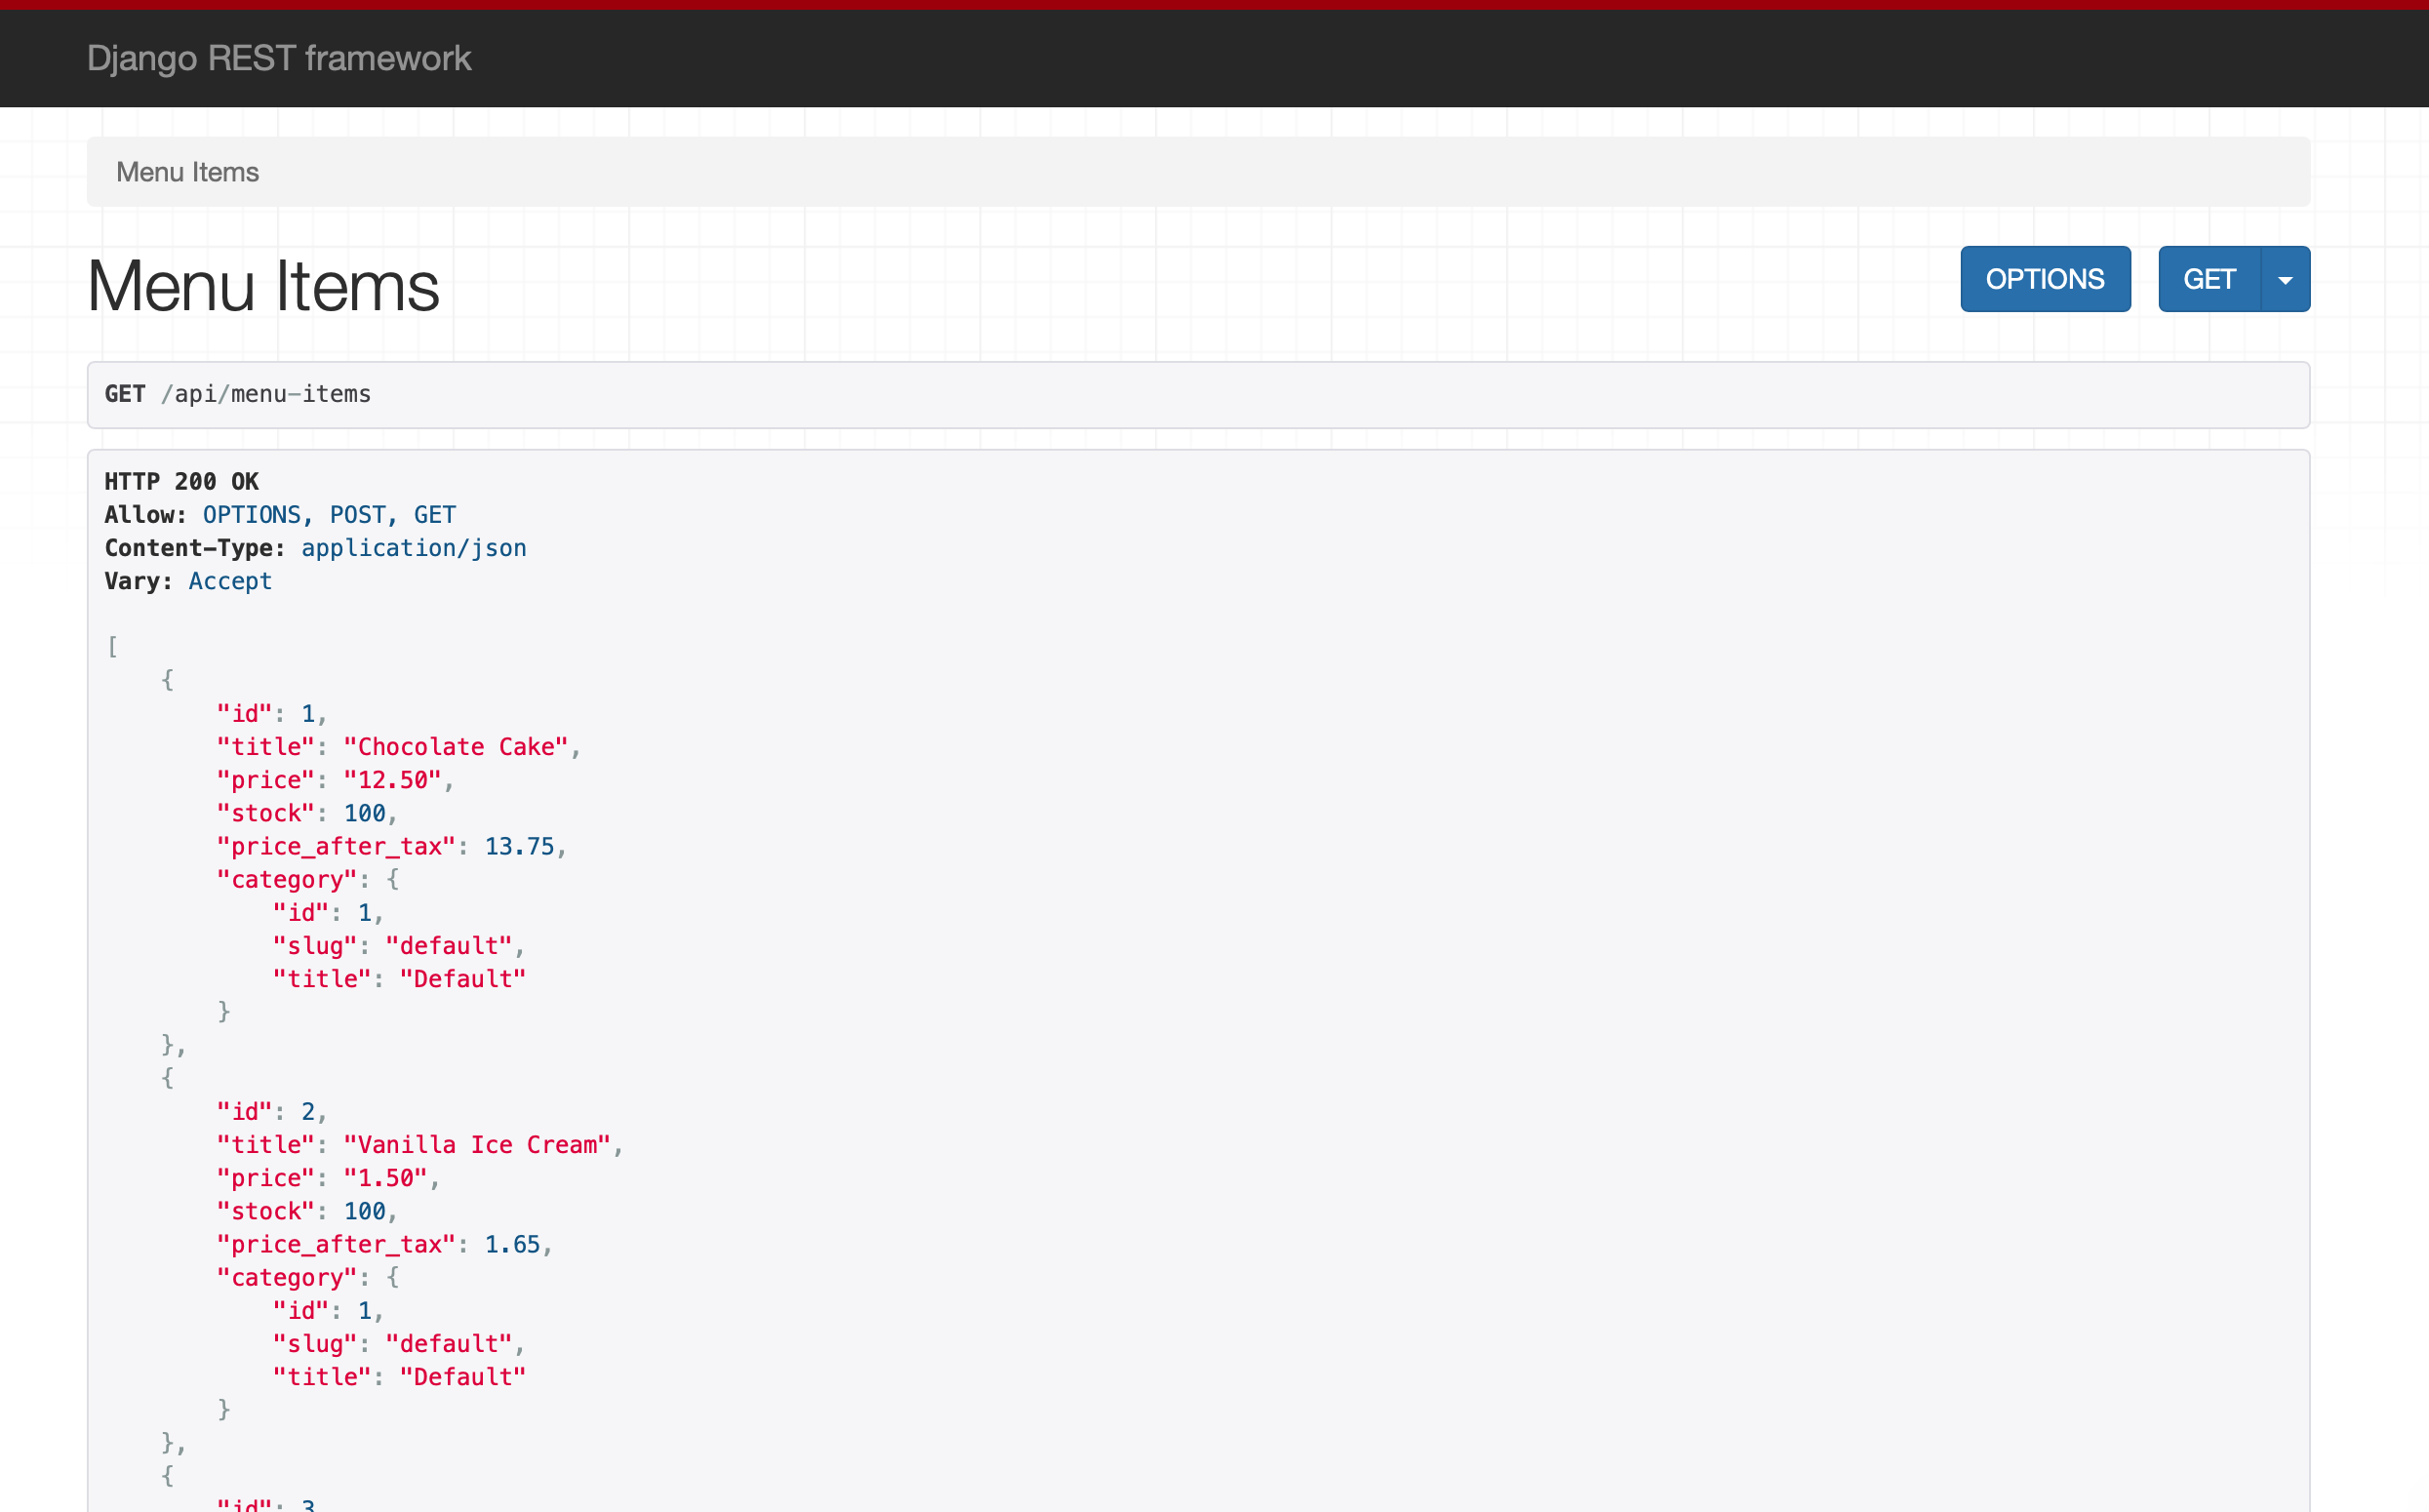 Django REST framework
Menu Items
Menu Items
OPTIONS
GET
GET /api/menu-items
HTTP 200 OK
Allow: OPTIONS, POST, GET
Content-Type: application/json
Vary: Accept
[
    {
        "id": 1,
        "title": "Chocolate Cake",
        "price": "12.50",
        "stock": 100,
        "price_after_tax": 13.75,
        "category": {
            "id": 1,
            "slug": "default",
            "title": "Default"
        }
    },
    {
        "id": 2,
        "title": "Vanilla Ice Cream",
        "price": "1.50",
        "stock": 100,
        "price_after_tax": 1.65,
        "category": {
            "id": 1,
            "slug": "default",
            "title": "Default"
        }
    },
    {
        "id": 3